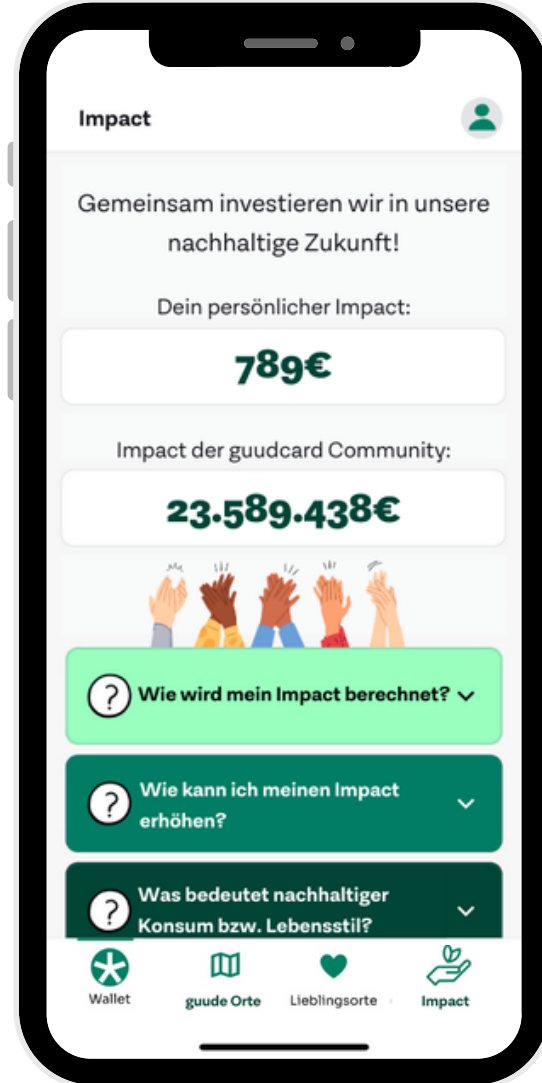 Impact
Gemeinsam investieren wir in unsere
nachhaltige Zukunft!
Dein persönlicher Impact:
789€
Impact der guudcard Community:
23.589.438€
? Wie wird mein Impact berechnet?
? Wie kann ich meinen Impact
erhöhen?
? Was bedeutet nachhaltiger
Konsum bzw. Lebensstil?
Wallet guude Orte Lieblingsorte Impact